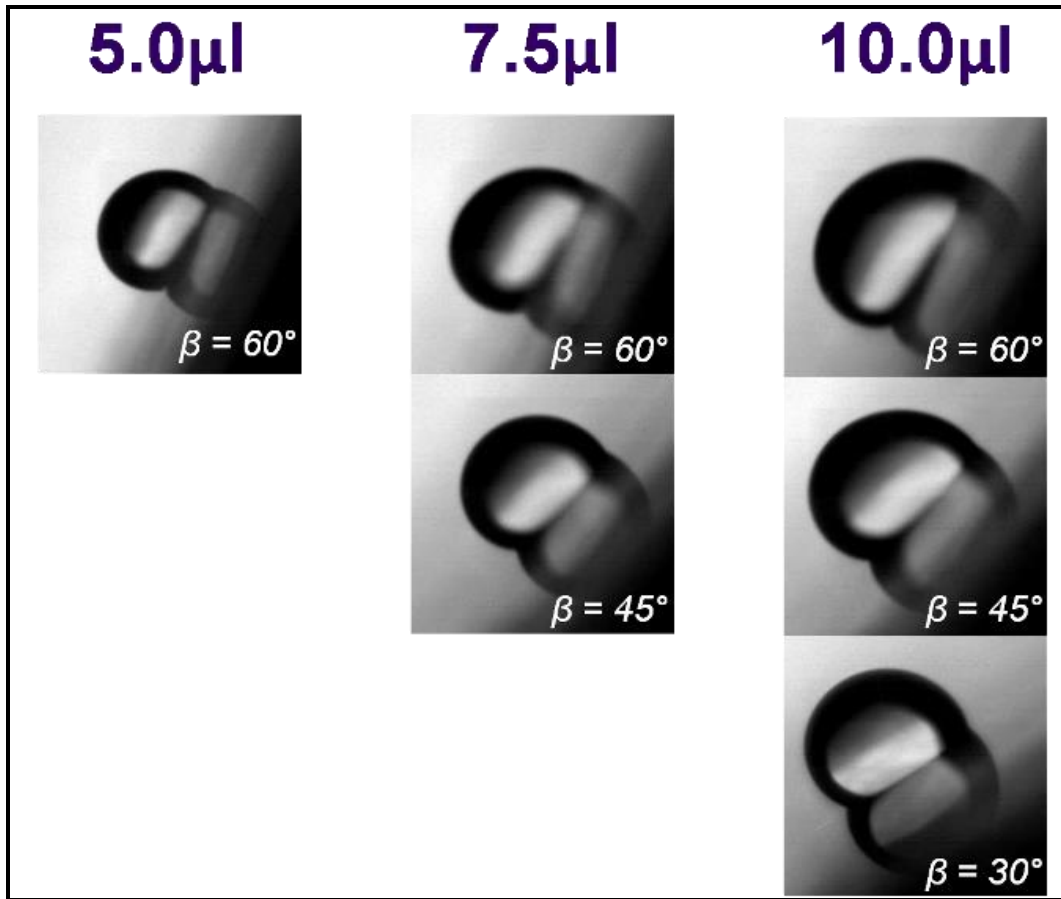 5.0µl 7.5µl 10.0µl
β = 60° β = 60° β = 60°
β = 45° β = 45°
β = 30°